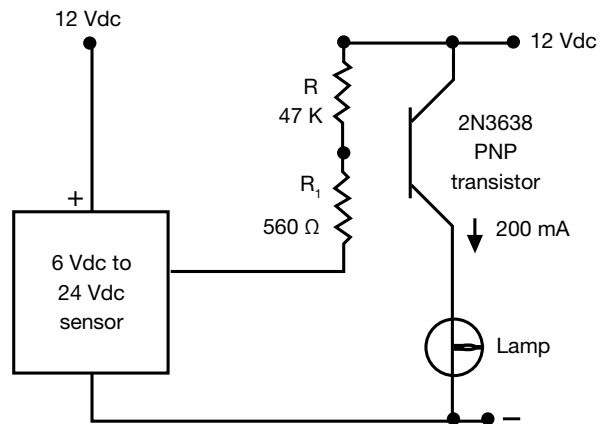 12 Vdc
12 Vdc
R
47 K
2N3638
PNP
transistor
R₁
560 Ω
+
200 mA
6 Vdc to
24 Vdc
sensor
Lamp
−